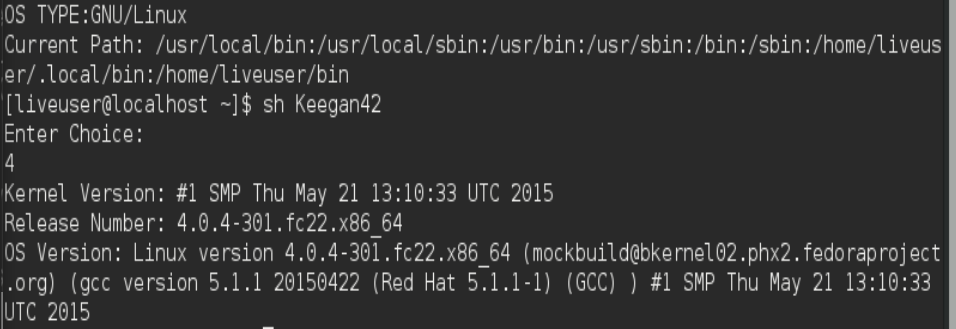 OS TYPE:GNU/Linux
Current Path: /usr/local/bin:/usr/local/sbin:/usr/bin:/usr/sbin:/bin:/sbin:/home/liveus
er/.local/bin:/home/liveuser/bin
[liveuser@localhost ~]$ sh Keegan42
Enter Choice:
4
Kernel Version: #1 SMP Thu May 21 13:10:33 UTC 2015
Release Number: 4.0.4-301.fc22.x86_64
OS Version: Linux version 4.0.4-301.fc22.x86_64 (mockbuild@bkernel02.phx2.fedoraproject
.org) (gcc version 5.1.1 20150422 (Red Hat 5.1.1-1) (GCC) ) #1 SMP Thu May 21 13:10:33
UTC 2015